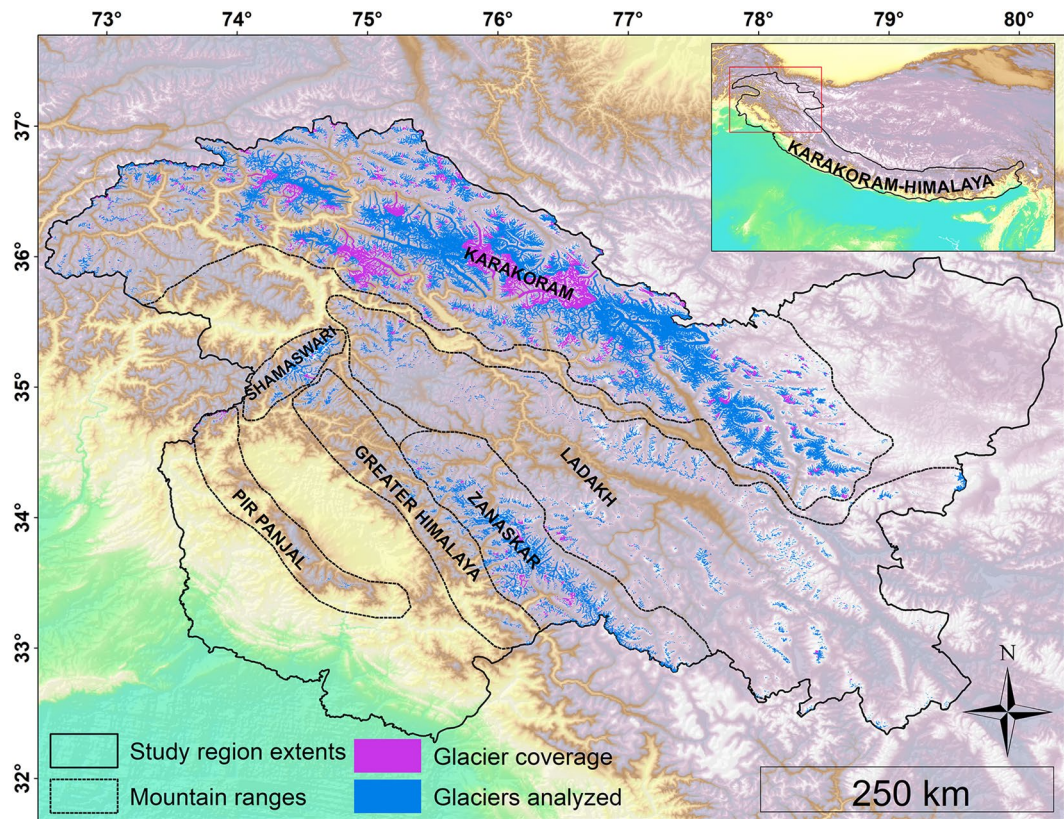 73° 74° 75° 76° 77° 78° 79° 80°
37°
36°
35°
34°
33°
32°
KARAKORAM-HIMALAYA
KARAKORAM
SHAMASWARI
LADAKH
GREATER HIMALAYA
ZANASKAR
PIR PANJAL
N
Study region extents
Glacier coverage
Mountain ranges
Glaciers analyzed
250 km